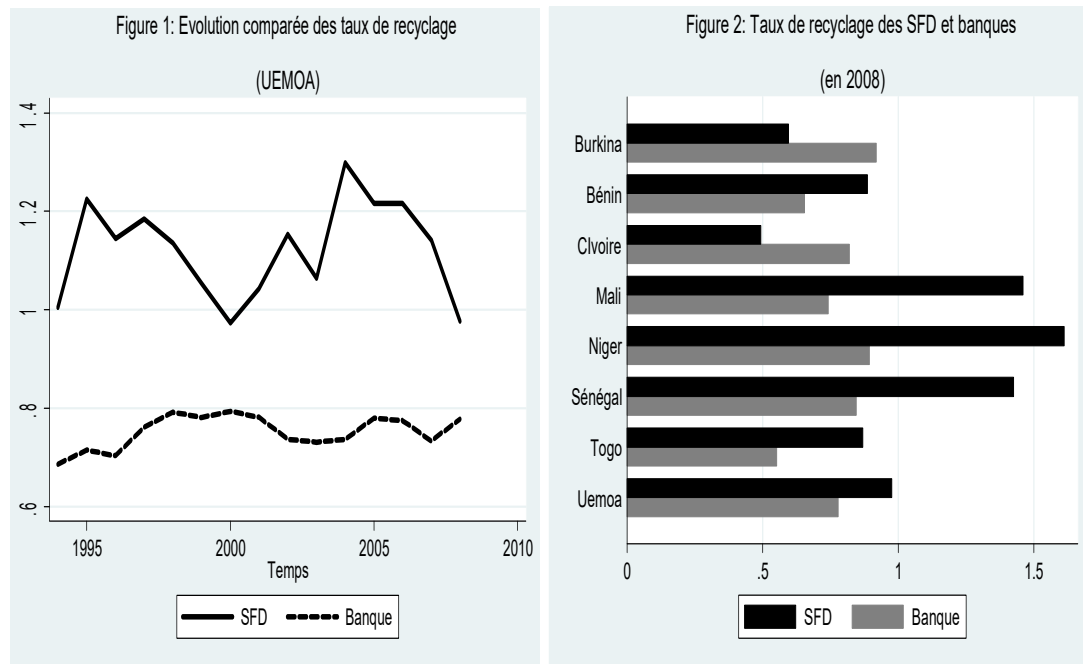 Figure 1: Evolution comparée des taux de recyclage
(UEMOA)
1.4
1.2
1
.8
.6
1995 2000 2005 2010
Temps
SFD Banque
Figure 2: Taux de recyclage des SFD et banques
(en 2008)
Burkina
Bénin
CIvoire
Mali
Niger
Sénégal
Togo
Uemoa
0 .5 1 1.5
SFD Banque